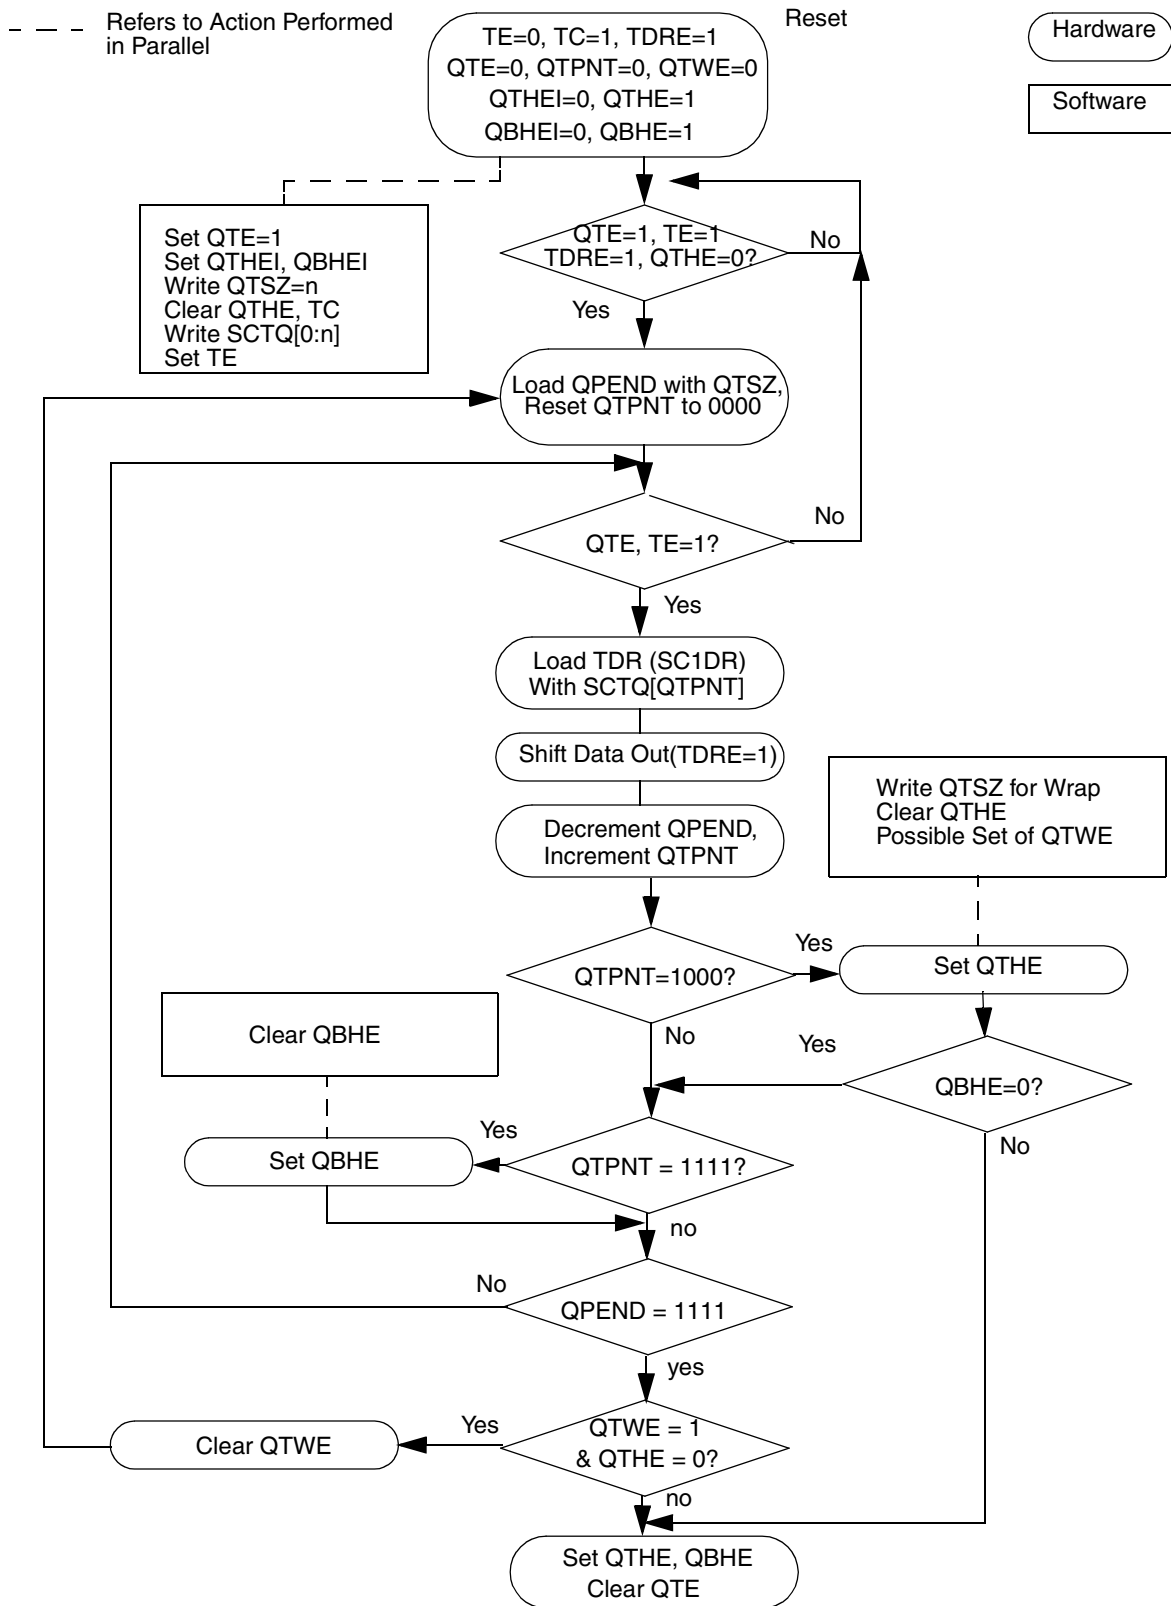 Refers to Action Performed
in Parallel
Reset
Hardware
Software
TE=0, TC=1, TDRE=1
QTE=0, QTPNT=0, QTWE=0
QTHEI=0, QTHE=1
QBHEI=0, QBHE=1
Set QTE=1
Set QTHEI, QBHEI
Write QTSZ=n
Clear QTHE, TC
Write SCTQ[0:n]
Set TE
QTE=1, TE=1
TDRE=1, QTHE=0?
No
Yes
Load QPEND with QTSZ,
Reset QTPNT to 0000
QTE, TE=1?
No
Yes
Load TDR (SC1DR)
With SCTQ[QTPNT]
Shift Data Out(TDRE=1)
Decrement QPEND,
Increment QTPNT
Write QTSZ for Wrap
Clear QTHE
Possible Set of QTWE
QTPNT=1000?
Yes
Set QTHE
No
Clear QBHE
Yes
QBHE=0?
No
Set QBHE
Yes
QTPNT = 1111?
no
No
QPEND = 1111
yes
Clear QTWE
Yes
QTWE = 1
& QTHE = 0?
no
Set QTHE, QBHE
Clear QTE